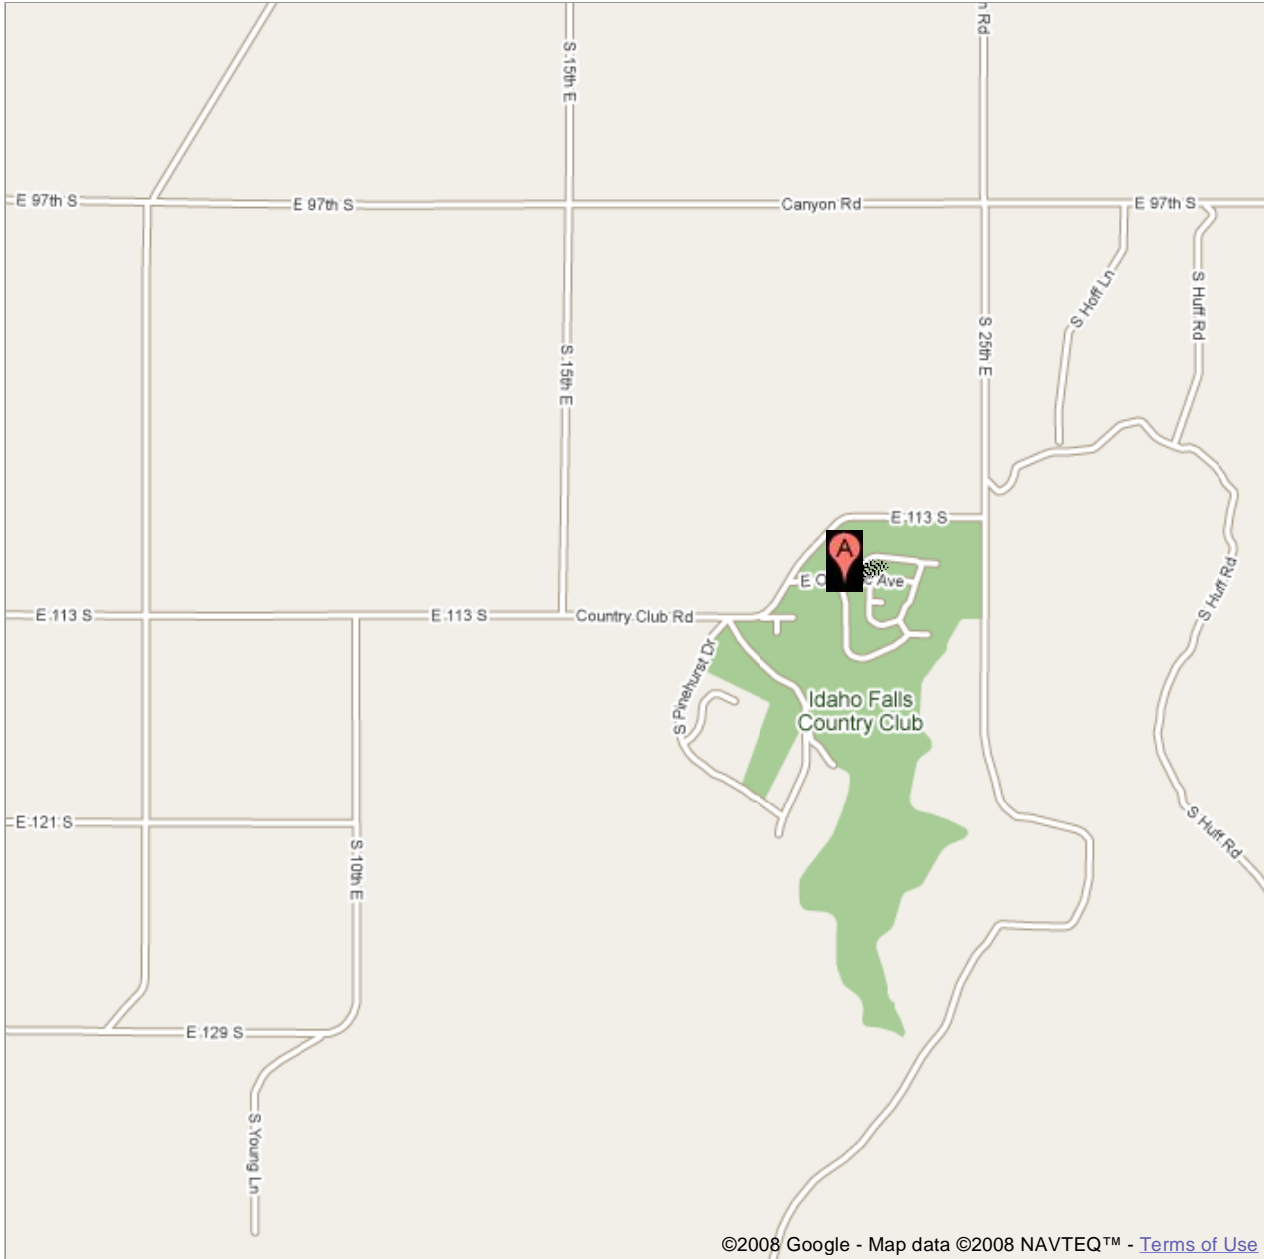 n Rd
S 15th E
E 97th S
E 97th S
Canyon Rd
E 97th S
S Hoff Ln
S Huff Rd
S 25th E
S 15th E
E 113 S
A
Ave
S Huff Rd
E 113 S
E 113 S
Country Club Rd
S Pinehurst Dr
Idaho Falls
Country Club
E 121 S
S 10th E
S Huff Rd
E 129 S
S Young Ln
©2008 Google - Map data ©2008 NAVTEQ™ - Terms of Use